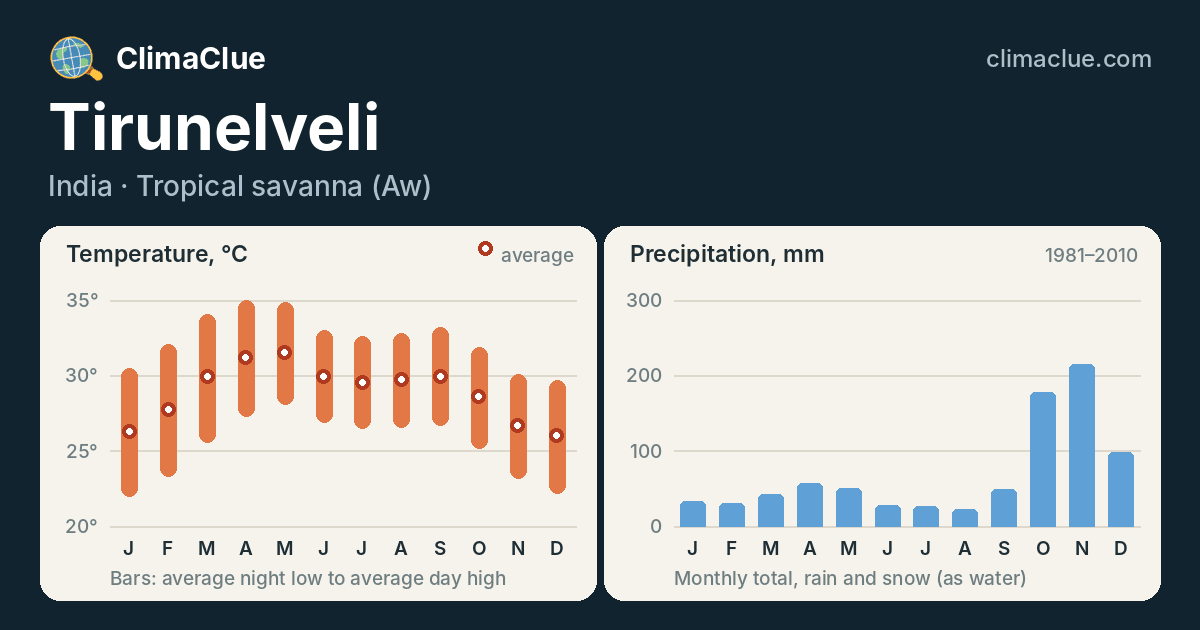 ClimaClue
climaclue.com
Tirunelveli
India · Tropical savanna (Aw)
Temperature, °C
average
35°
30°
25°
20°
J F M A M J J A S O N D
Bars: average night low to average day high
Precipitation, mm
1981–2010
300
200
100
0
J F M A M J J A S O N D
Monthly total, rain and snow (as water)